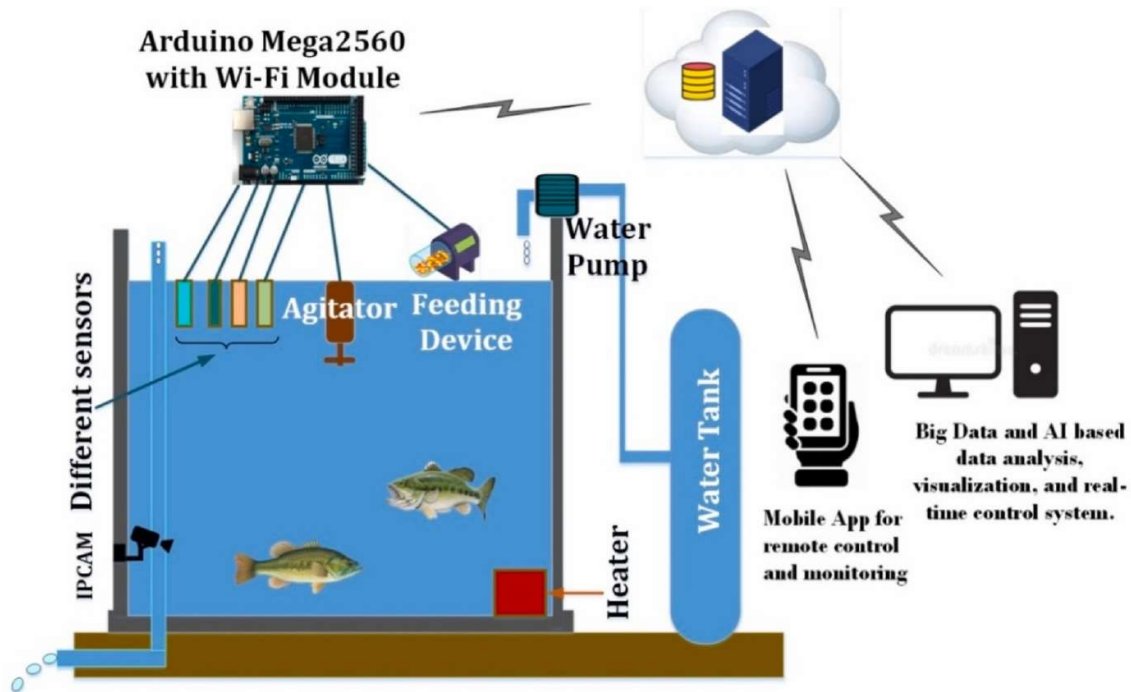 Arduino Mega2560
with Wi-Fi Module
Water
Pump
Different sensors
Agitator
Feeding
Device
Water Tank
IPCAM
Heater
Mobile App for
remote control
and monitoring
Big Data and AI based
data analysis,
visualization, and real-
time control system.